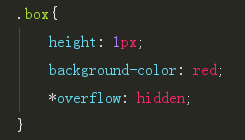 .box{
height: 1px;
background-color: red;
*overflow: hidden;
}